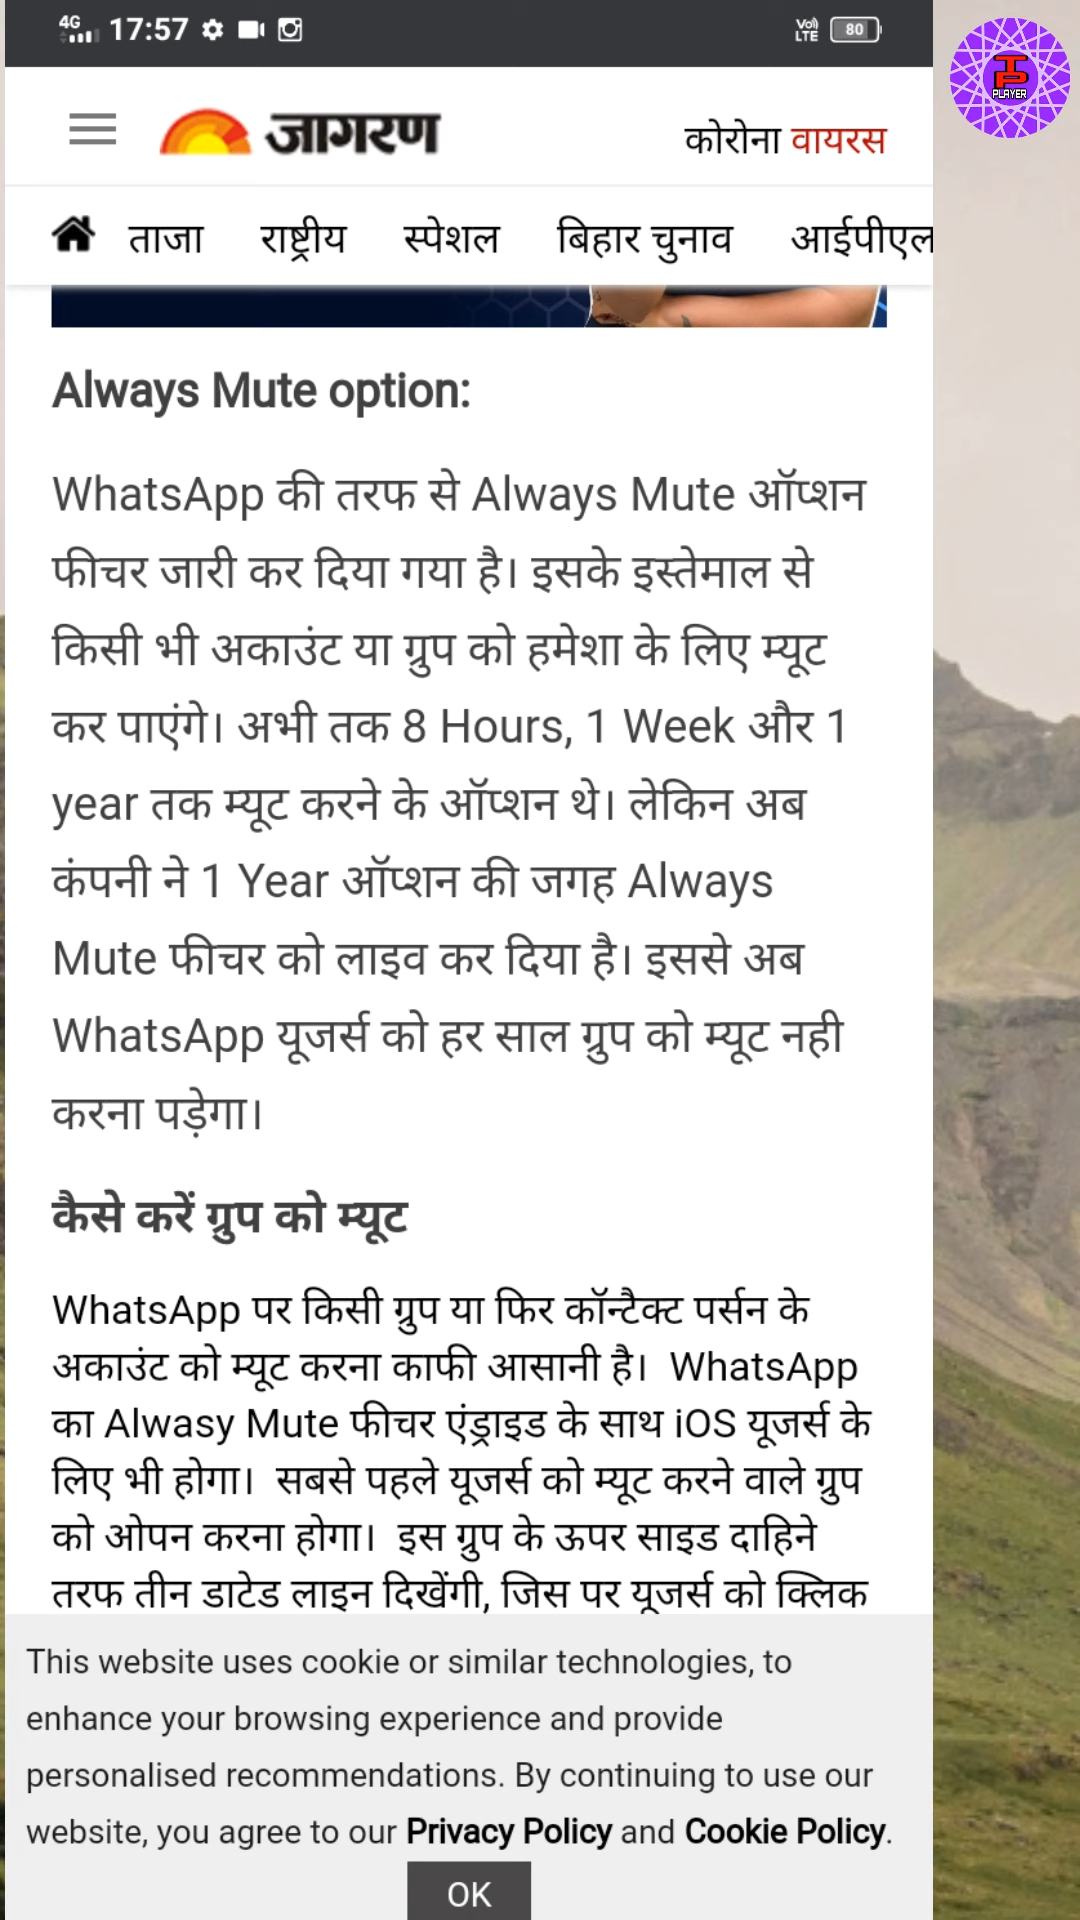 4G 17:57 Vo) LTE 80
TP
PLAYER
जागरण कोरोना वायरस
ताजा राष्ट्रीय स्पेशल बिहार चुनाव आईपीएल
Always Mute option:
WhatsApp की तरफ से Always Mute ऑप्शन
फीचर जारी कर दिया गया है। इसके इस्तेमाल से
किसी भी अकाउंट या ग्रुप को हमेशा के लिए म्यूट
कर पाएंगे। अभी तक 8 Hours, 1 Week और 1
year तक म्यूट करने के ऑप्शन थे। लेकिन अब
कंपनी ने 1 Year ऑप्शन की जगह Always
Mute फीचर को लाइव कर दिया है। इससे अब
WhatsApp यूजर्स को हर साल ग्रुप को म्यूट नही
करना पड़ेगा।
कैसे करें ग्रुप को म्यूट
WhatsApp पर किसी ग्रुप या फिर कॉन्टैक्ट पर्सन के
अकाउंट को म्यूट करना काफी आसानी है। WhatsApp
का Alwasy Mute फीचर एंड्राइड के साथ iOS यूजर्स के
लिए भी होगा। सबसे पहले यूजर्स को म्यूट करने वाले ग्रुप
को ओपन करना होगा। इस ग्रुप के ऊपर साइड दाहिने
तरफ तीन डाटेड लाइन दिखेंगी, जिस पर यूजर्स को क्लिक
This website uses cookie or similar technologies, to
enhance your browsing experience and provide
personalised recommendations. By continuing to use our
website, you agree to our Privacy Policy and Cookie Policy.
OK